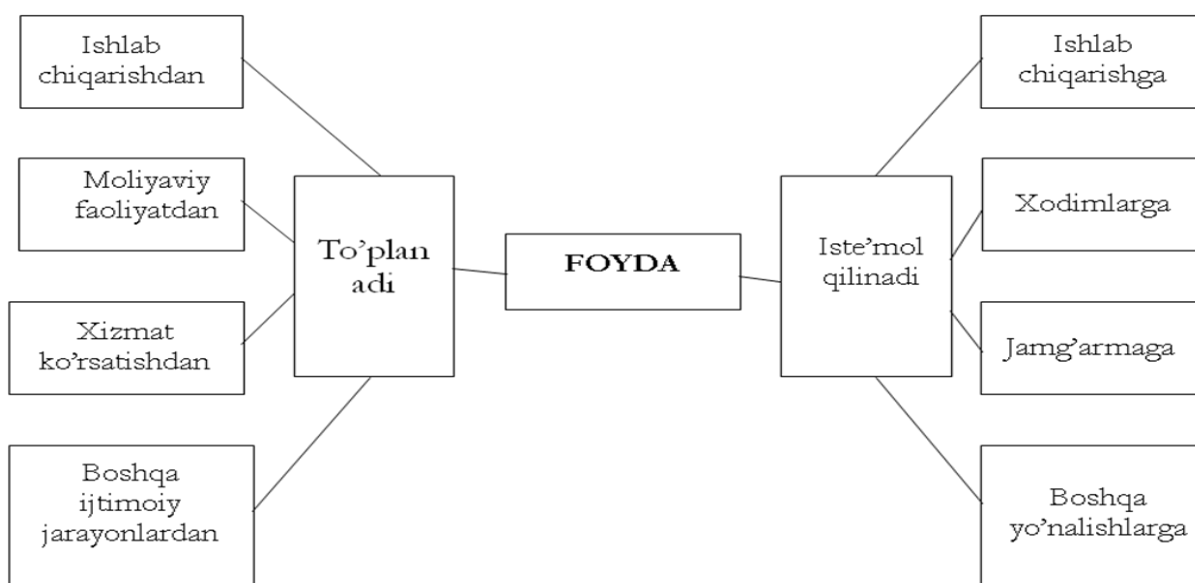 Ishlab
chiqarishdan
Moliyaviy
faoliyatdan
Xizmat
ko'rsatishdan
Boshqa
ijtimoiy
jarayonlardan
To'plan
adi
FOYDA
Iste'mol
qilinadi
Ishlab
chiqarishga
Xodimlarga
Jamg'armaga
Boshqa
yo'nalishlarga